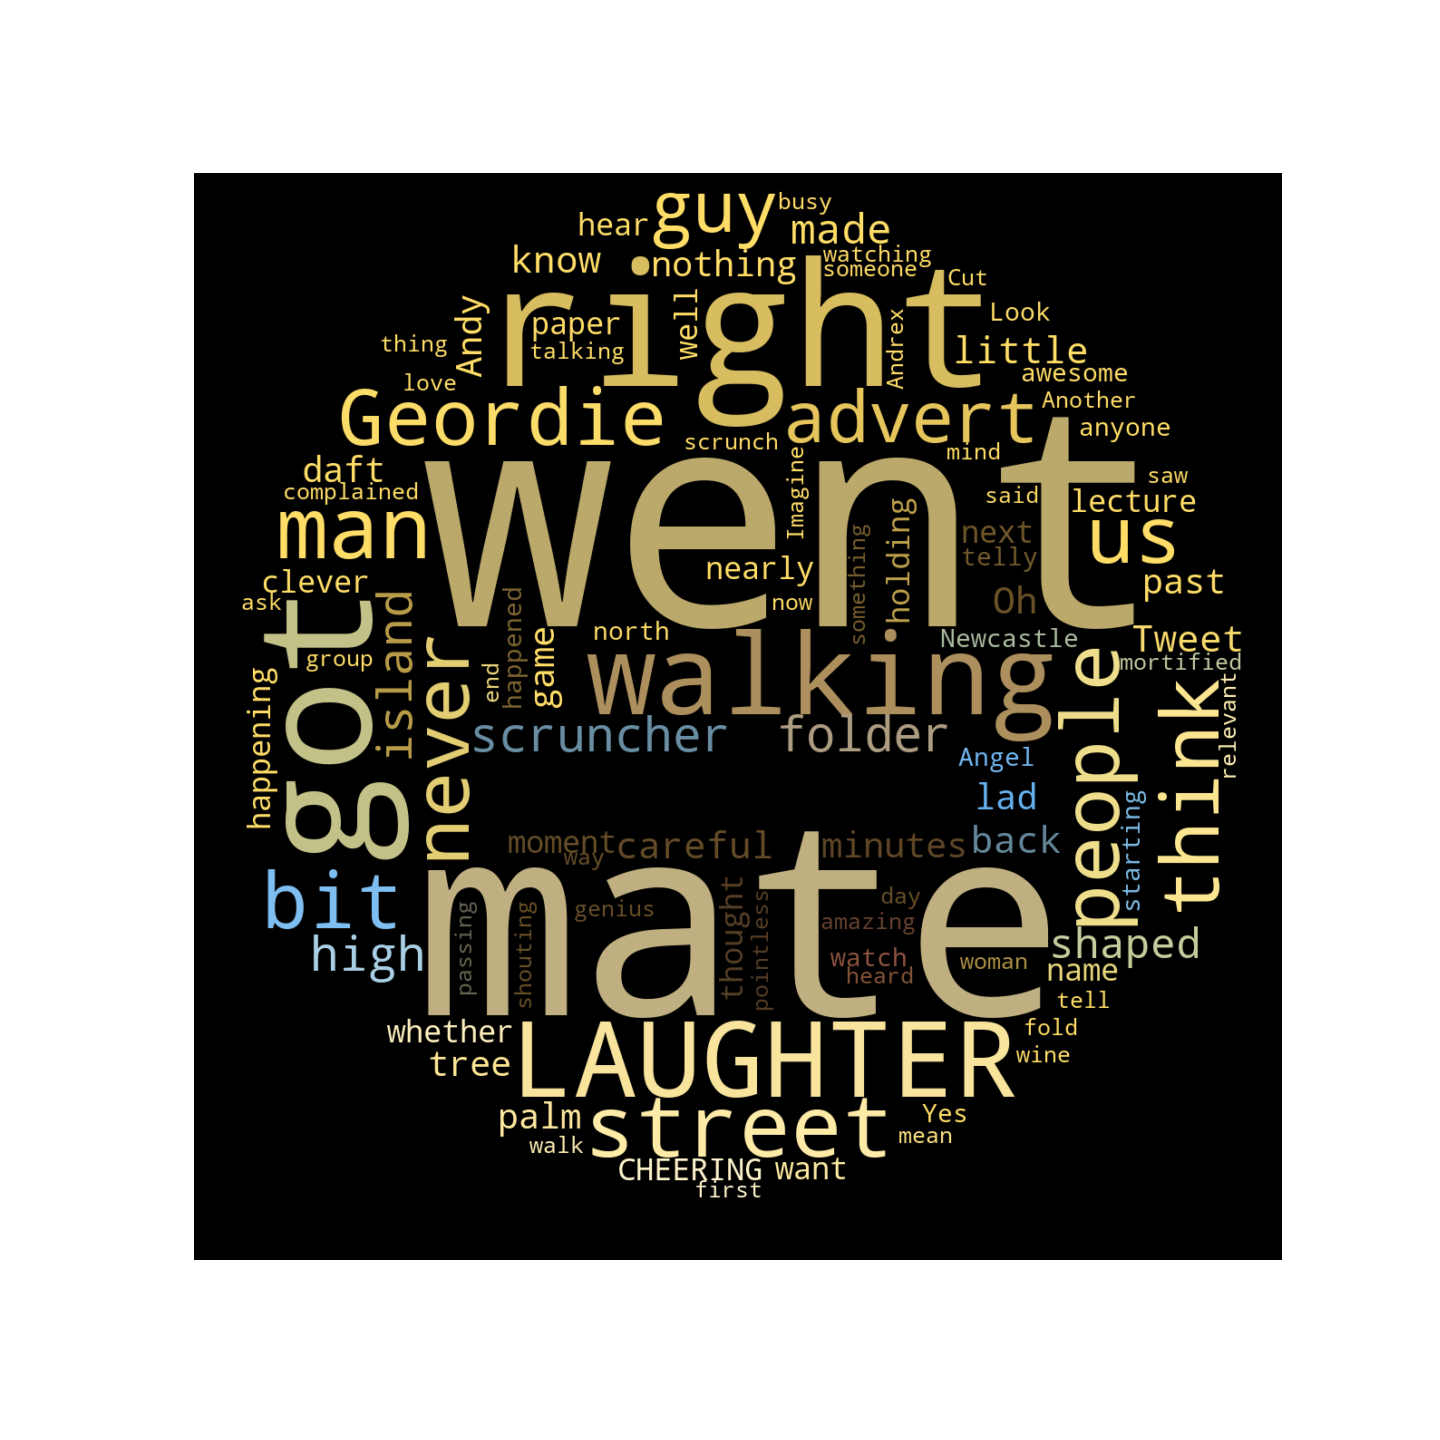 busy
guy
hear
made
know
nothing
watching
someone
right
Cut
Andy
paper
well
Andrex
Look
thing
talking
little
love
awesome
Geordie
advert
Another
scrunch
anyone
daft
went
Imagine
mind
saw
complained
said
lecture
man
something
holding
next
us
nearly
telly
clever
past
ask
now
Oh
got
island
happened
north
Newcastle
Tweet
group
never
end
game
walking
people
mortified
happening
scruncher
folder
think
relevant
Angel
lad
starting
moment
careful
minutes
back
way
bit
mate
passing
shouting
genius
thought
pointless
day
amazing
high
watch
heard
woman
shaped
name
tell
whether
LAUGHTER
fold
tree
wine
palm
street
Yes
walk
mean
CHEERING
want
first